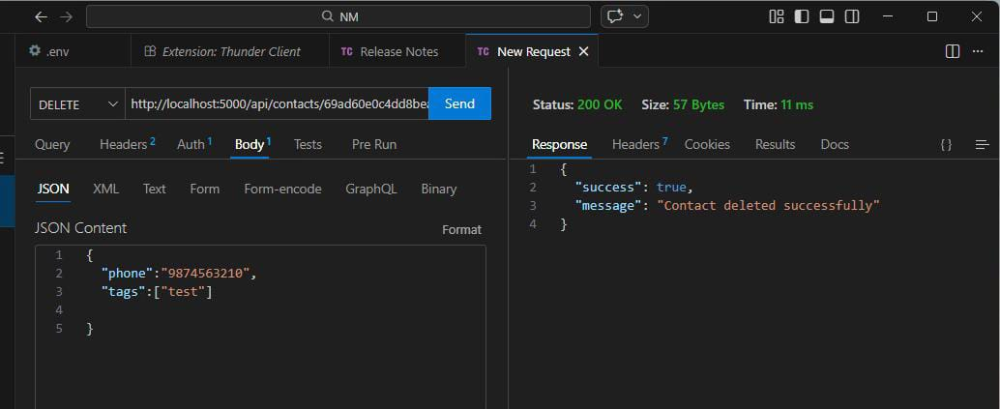 NM
.env
Extension: Thunder Client
TC Release Notes
TC New Request
DELETE
http://localhost:5000/api/contacts/69ad60e0c4dd8bea
Send
Query
Headers 2
Auth 1
Body 1
Tests
Pre Run
JSON
XML
Text
Form
Form-encode
GraphQL
Binary
JSON Content
Format
1 {
2 "phone":"9874563210",
3 "tags":["test"]
4
5 }
Status: 200 OK Size: 57 Bytes Time: 11 ms
Response
Headers 7
Cookies
Results
Docs
{ }
1 {
2 "success": true,
3 "message": "Contact deleted successfully"
4 }